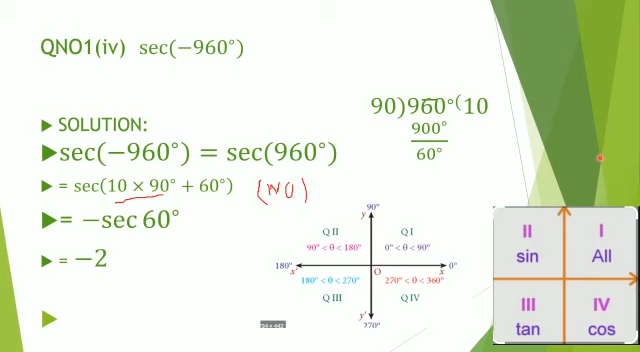 QNO1(iv) sec(−960°)
90)960°(10
900°
60°
SOLUTION:
sec(−960°) = sec(960°)
= sec(10 × 90° + 60°) (NO)
= −sec 60°
= −2
90°
y
Q II
Q I
90° < θ < 180°
0° < θ < 90°
180°
x'
O
x
0°
180° < θ < 270°
270° < θ < 360°
Q III
Q IV
y'
270°
II
I
sin
All
III
IV
tan
cos